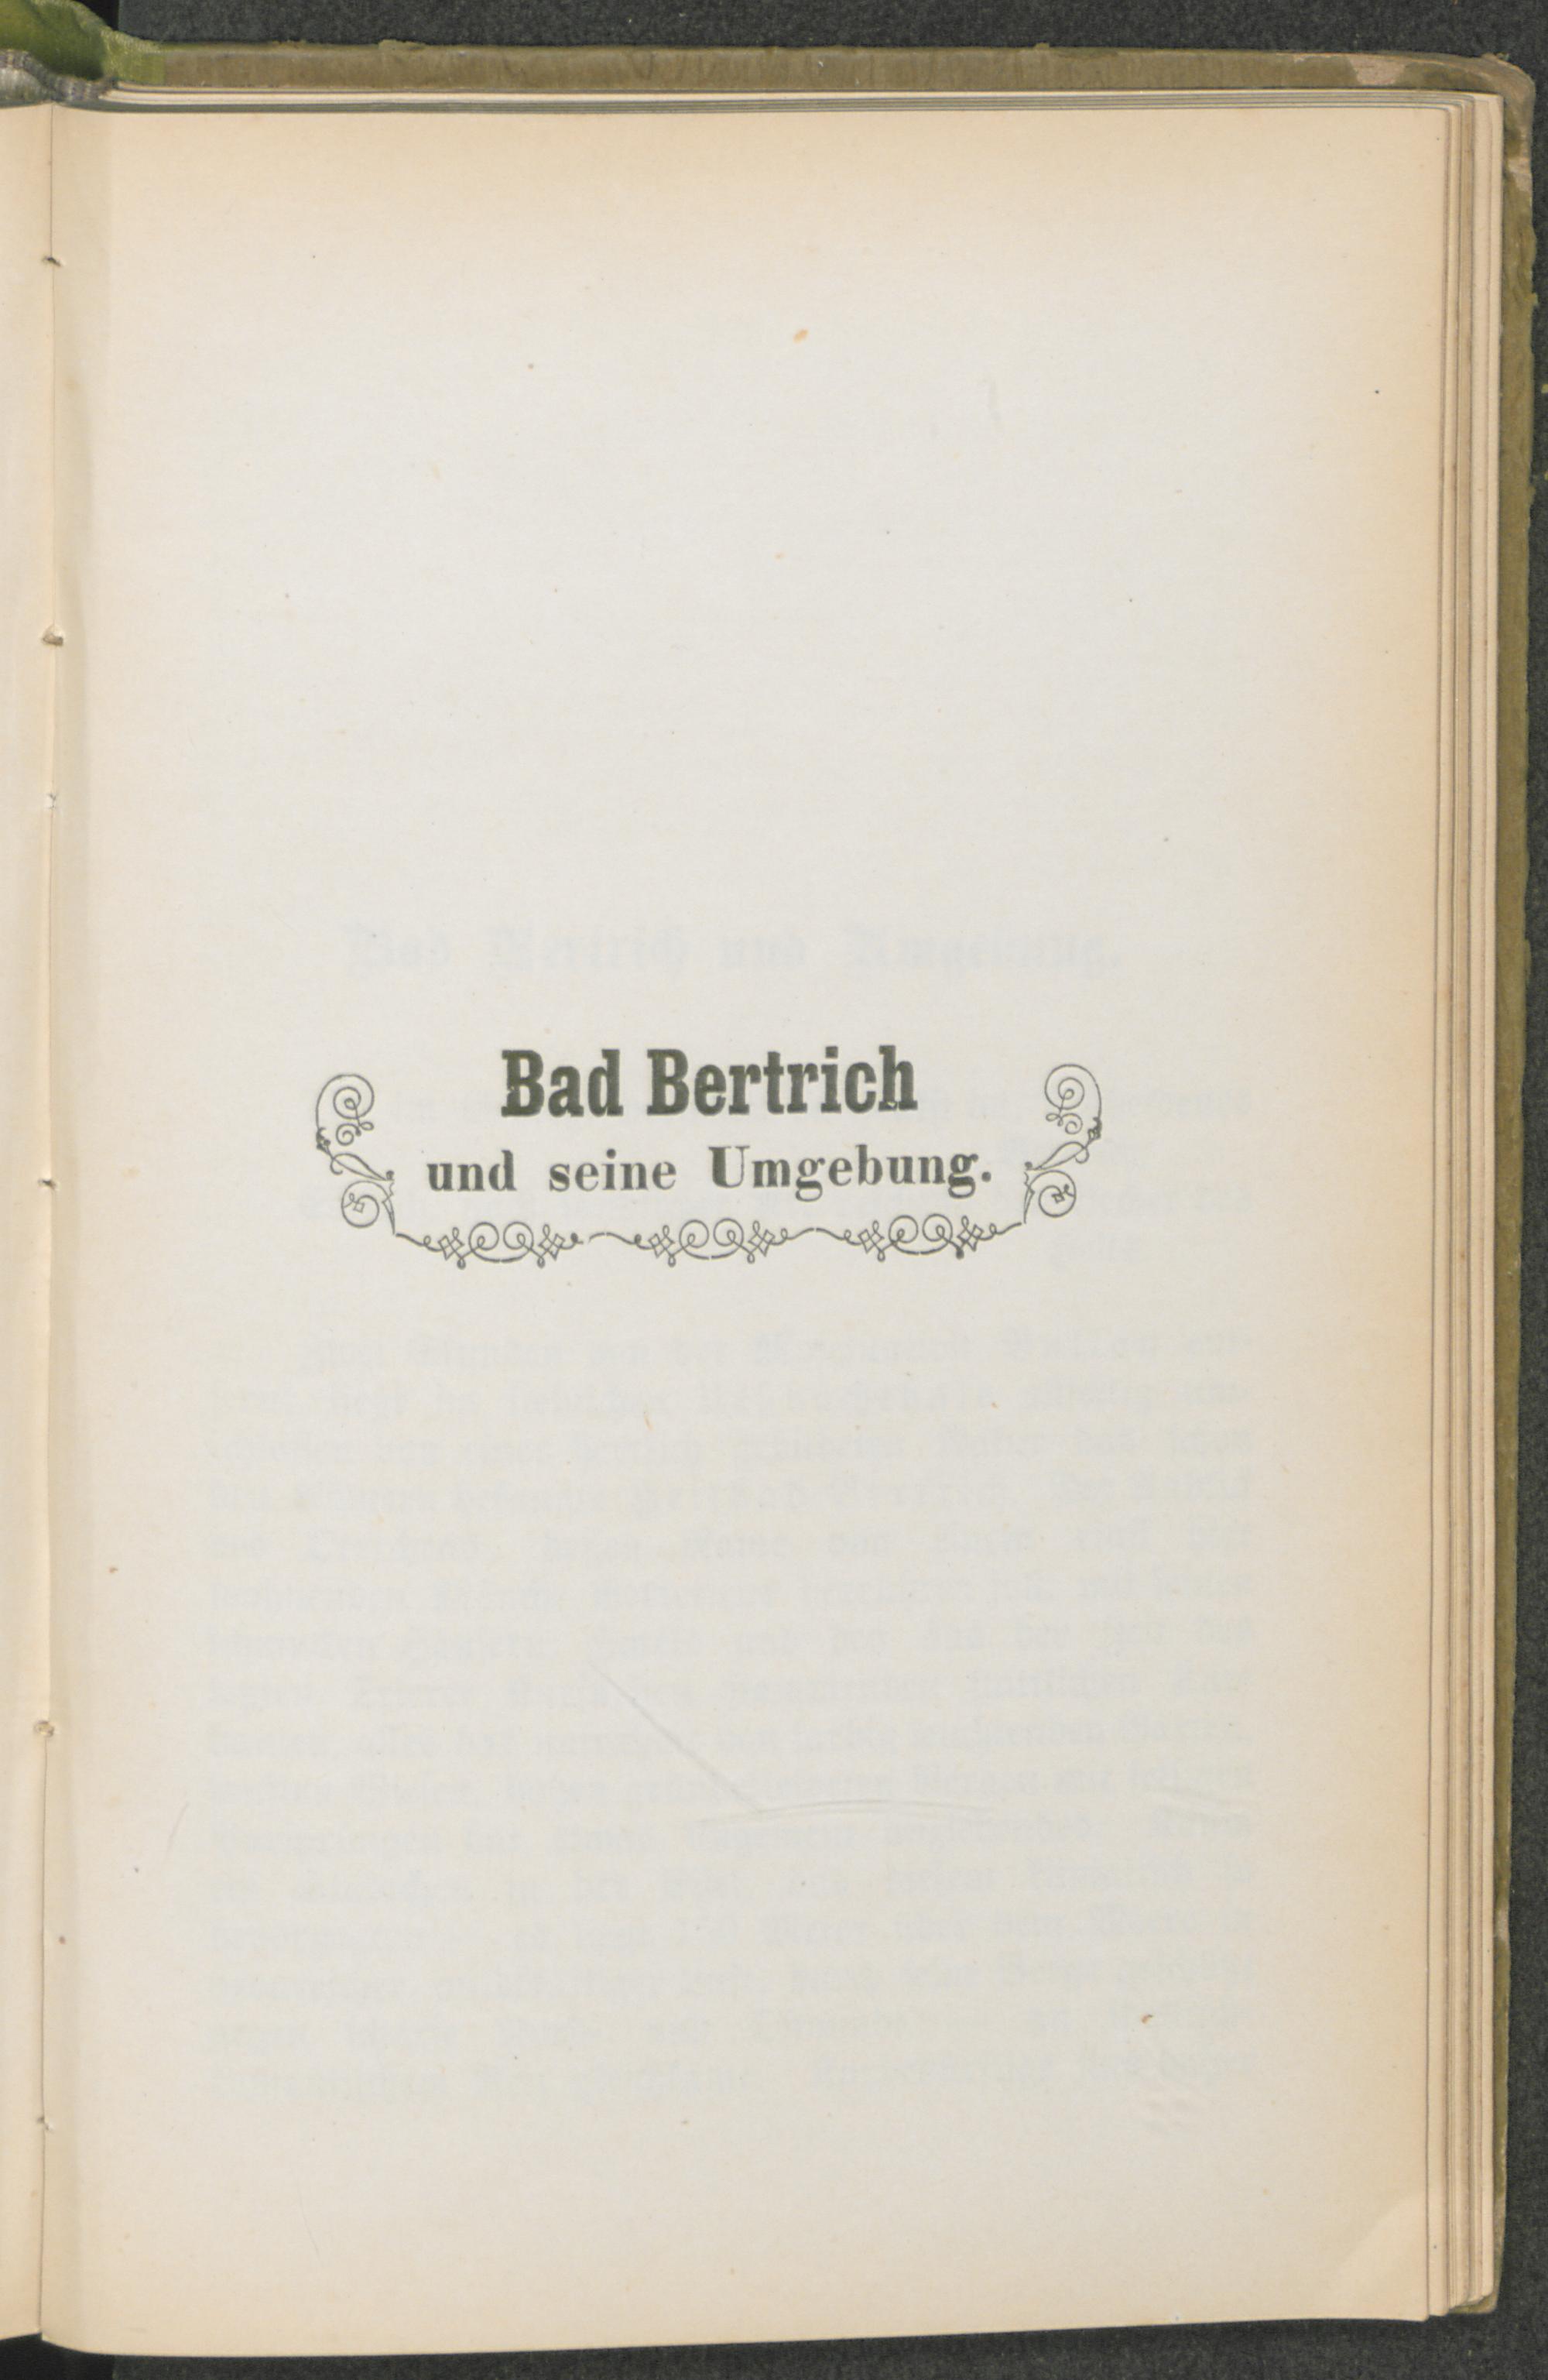 Bad Bertrich
und seine Umgebung.